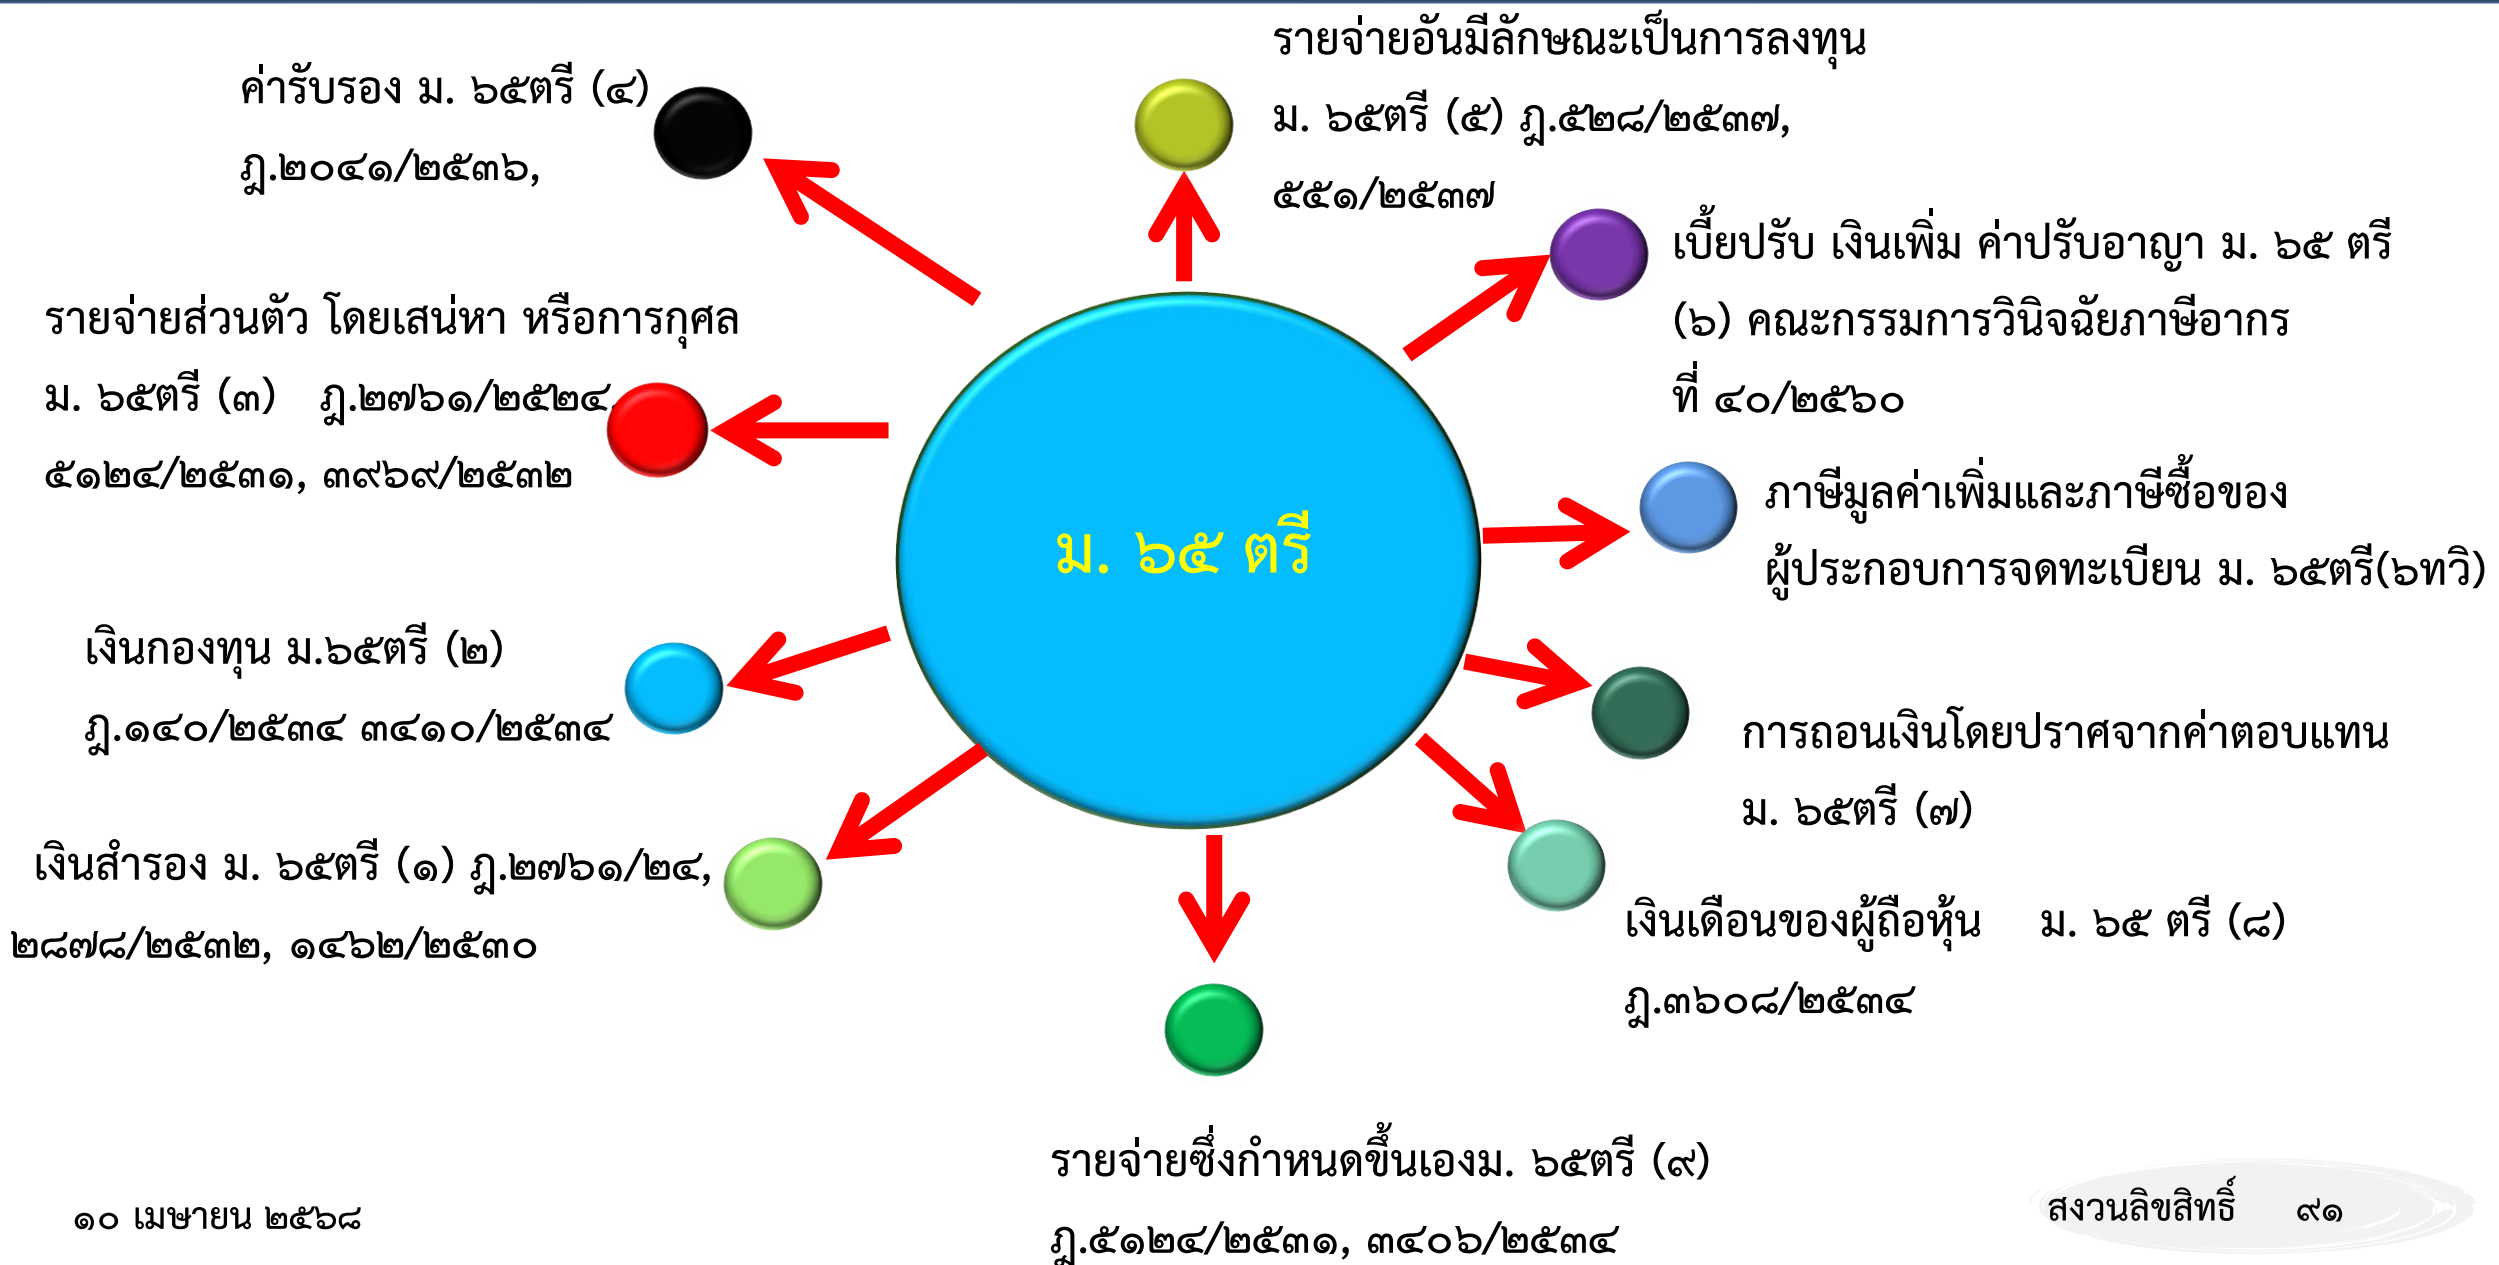 ค่ารับรอง ม. ๖๕ตรี (๔)
ฎ.๒๐๔๑/๒๕๓๖,
รายจ่ายอันมีลักษณะเป็นการลงทุน
ม. ๖๕ตรี (๕) ฎ.๕๒๘/๒๕๓๗,
๕๕๑/๒๕๓๗
เบี้ยปรับ เงินเพิ่ม ค่าปรับอาญา ม. ๖๕ ตรี
(๖) คณะกรรมการวินิจฉัยภาษีอากร
ที่ ๔๐/๒๕๖๐
รายจ่ายส่วนตัว โดยเสน่หา หรือการกุศล
ม. ๖๕ตรี (๓) ฎ.๒๗๖๑/๒๕๒๔,
๕๑๒๔/๒๕๓๑, ๓๙๖๙/๒๕๓๒
ม. ๖๕ ตรี
ภาษีมูลค่าเพิ่มและภาษีซื้อของ
ผู้ประกอบการจดทะเบียน ม. ๖๕ตรี(๖ทวิ)
เงินกองทุน ม.๖๕ตรี (๒)
ฎ.๑๔๐/๒๕๓๔ ๓๔๑๐/๒๕๓๔
การถอนเงินโดยปราศจากค่าตอบแทน
ม. ๖๕ตรี (๗)
เงินสำรอง ม. ๖๕ตรี (๑) ฎ.๒๗๖๑/๒๔,
๒๘๗๘/๒๕๓๒, ๑๔๖๒/๒๕๓๐
เงินเดือนของผู้ถือหุ้น ม. ๖๕ ตรี (๘)
ฎ.๓๖๐๘/๒๕๓๔
รายจ่ายซึ่งกำหนดขึ้นเองม. ๖๕ตรี (๙)
ฎ.๕๑๒๔/๒๕๓๑, ๓๔๐๖/๒๕๓๔
๑๐ เมษายน ๒๕๖๘
สงวนลิขสิทธิ์ ๙๑